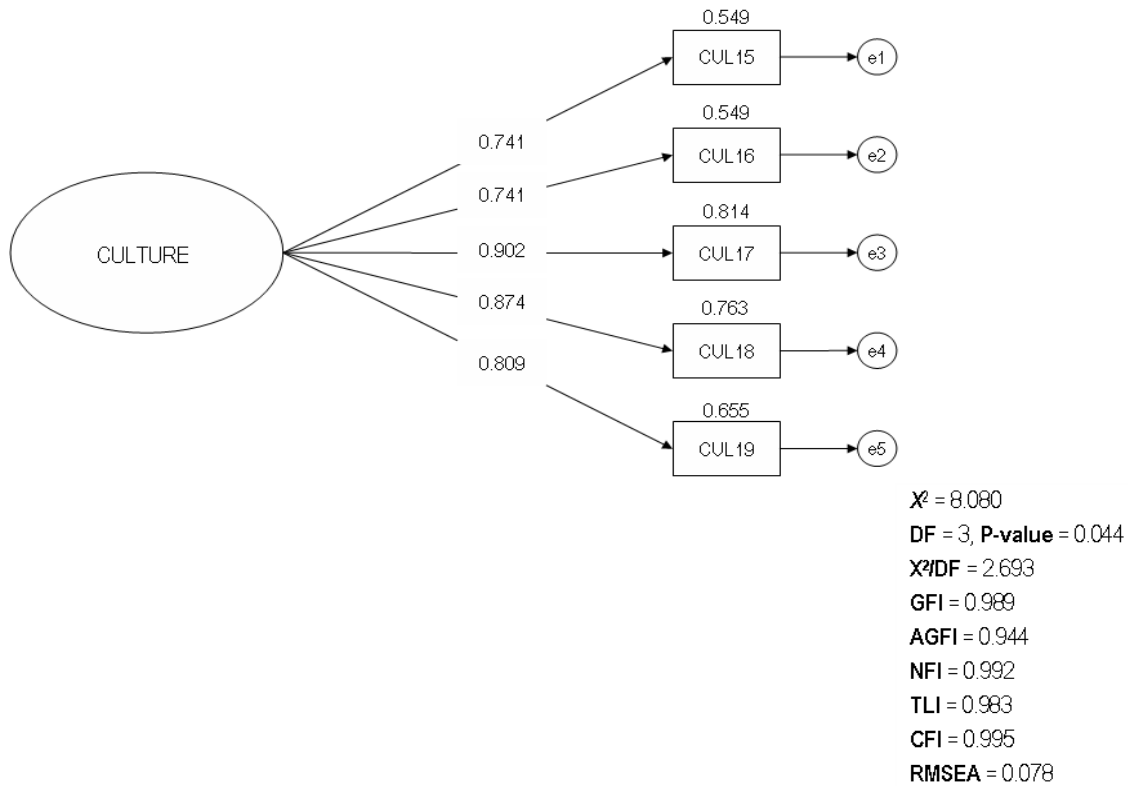 0.549
CUL15
e1
0.741
0.549
CUL16
e2
0.741
0.814
CUL17
e3
0.902
CULTURE
0.763
CUL18
e4
0.874
0.655
CUL19
e5
0.809
X² = 8.080
DF = 3, P-value = 0.044
X²/DF = 2.693
GFI = 0.989
AGFI = 0.944
NFI = 0.992
TLI = 0.983
CFI = 0.995
RMSEA = 0.078